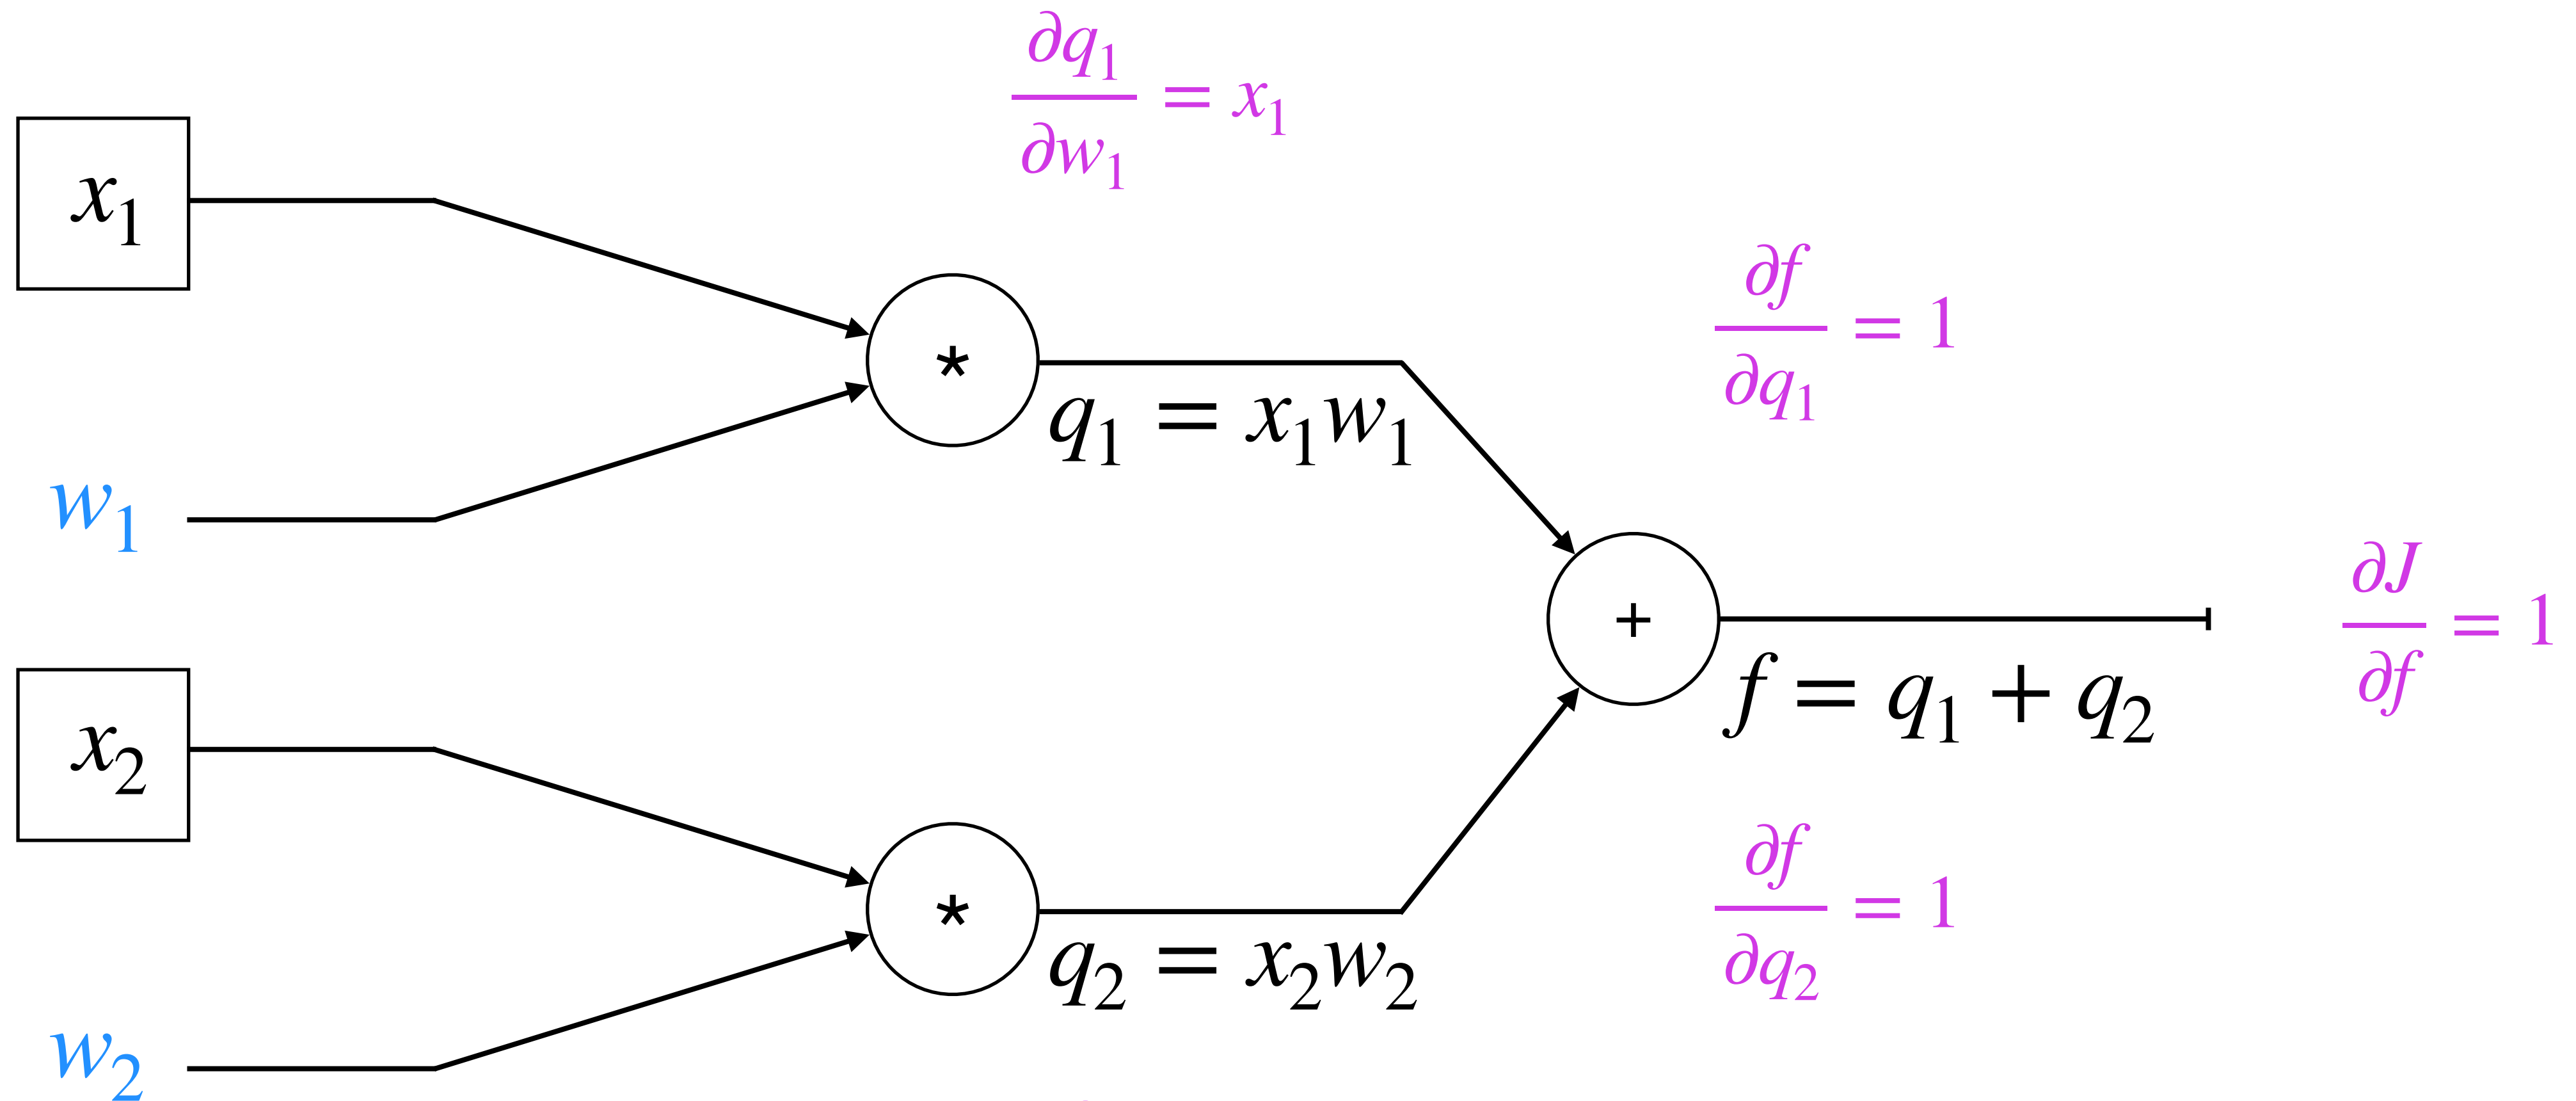 ∂q₁/∂w₁ = x₁
x₁
∂f/∂q₁ = 1
*
q₁ = x₁w₁
w₁
∂J/∂f = 1
+
f = q₁ + q₂
x₂
∂f/∂q₂ = 1
*
q₂ = x₂w₂
w₂